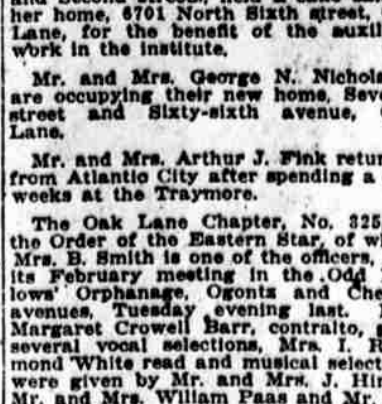 her home, 6701 North Sixth street,
Lane, for the benefit of the auxil
work in the institute.
Mr. and Mrs. George N. Nichols
are occupying their new home, Seve
street and Sixty-sixth avenue,
Lane.
Mr. and Mrs. Arthur J. Fink retur
from Atlantic City after spending a
weeks at the Traymore.
The Oak Lane Chapter, No. 325
the Order of the Eastern Star, of w
Mrs. B. Smith is one of the officers,
its February meeting in the Odd
lows' Orphanage, Ogontz and Che
avenues, Tuesday evening last.
Margaret Crowell Barr, contralto,
several vocal selections, Mrs. I. R
mond White read and musical select
were given by Mr. and Mrs. J. Hi
Mr. and Mrs. William Paas and Mr.